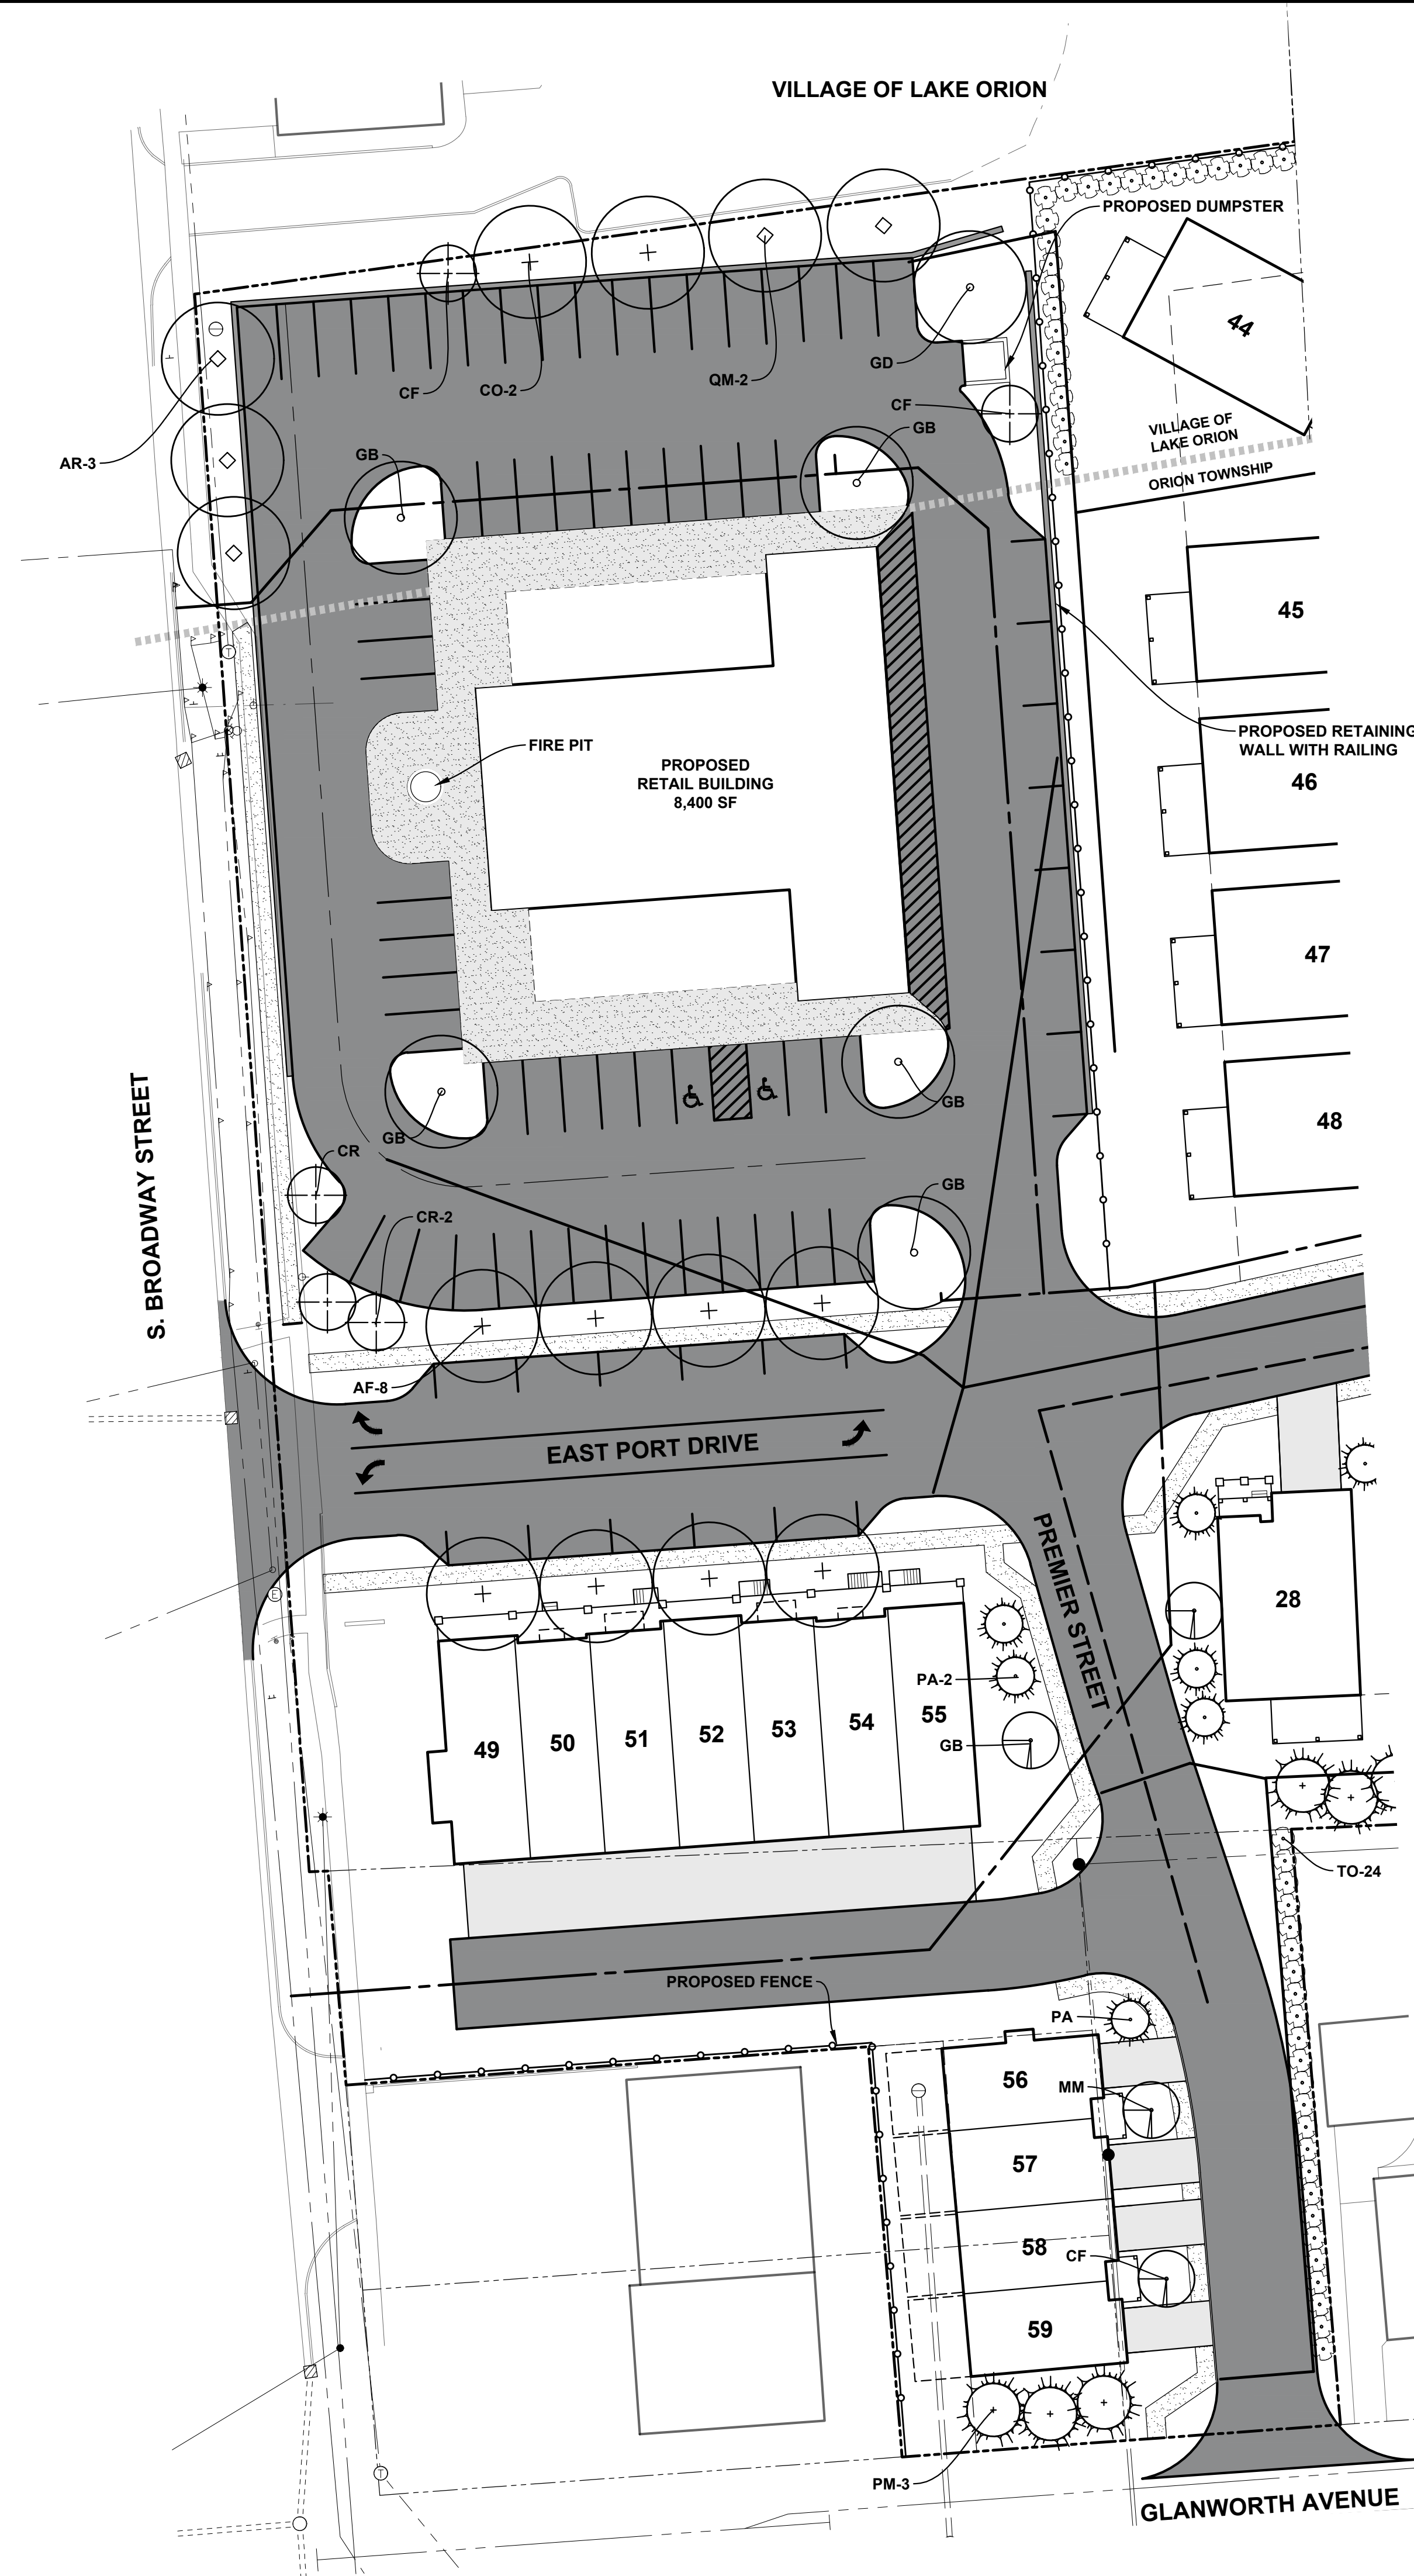 VILLAGE OF LAKE ORION
PROPOSED DUMPSTER
44
GD
CF
CO-2
QM-2
CF
GB
VILLAGE OF
LAKE ORION
AR-3
GB
ORION TOWNSHIP
45
PROPOSED RETAINING
WALL WITH RAILING
FIRE PIT
PROPOSED
RETAIL BUILDING
8,400 SF
46
47
S. BROADWAY STREET
48
GB
GB
CR
GB
CR-2
AF-8
EAST PORT DRIVE
PREMIER STREET
28
PA-2
49
50
51
52
53
54
55
GB
TO-24
PROPOSED FENCE
PA
56
MM
57
58
CF
59
PM-3
GLANWORTH AVENUE
T
E
T